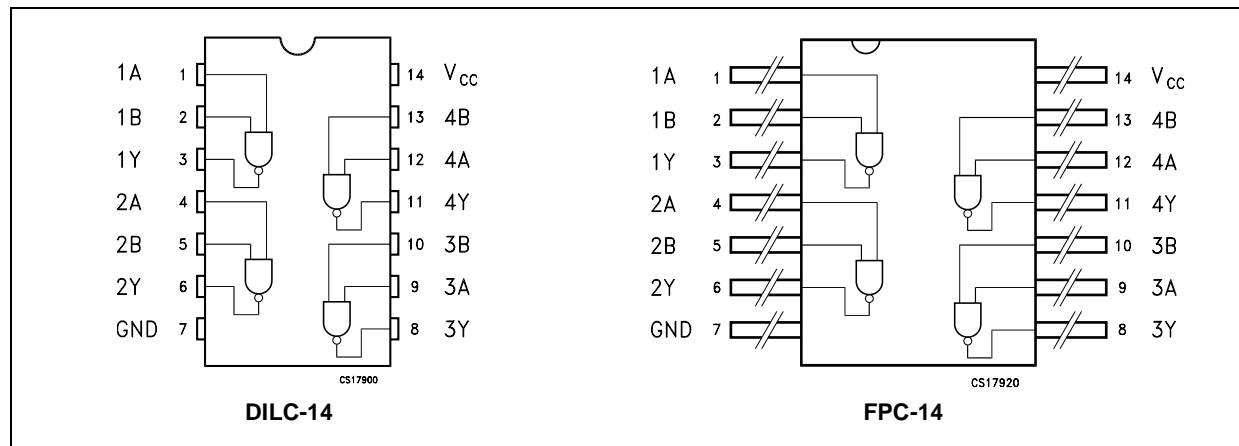 1A 1 14 VCC
1B 2 13 4B
1Y 3 12 4A
2A 4 11 4Y
2B 5 10 3B
2Y 6 9 3A
GND 7 8 3Y
CS17900
DILC-14
1A 1 14 VCC
1B 2 13 4B
1Y 3 12 4A
2A 4 11 4Y
2B 5 10 3B
2Y 6 9 3A
GND 7 8 3Y
CS17920
FPC-14